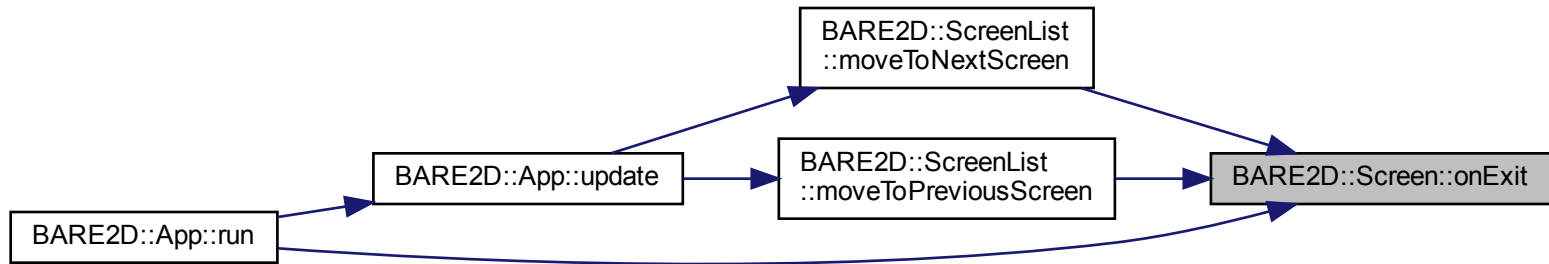 BARE2D::ScreenList
::moveToNextScreen
BARE2D::App::update
BARE2D::ScreenList
::moveToPreviousScreen
BARE2D::Screen::onExit
BARE2D::App::run